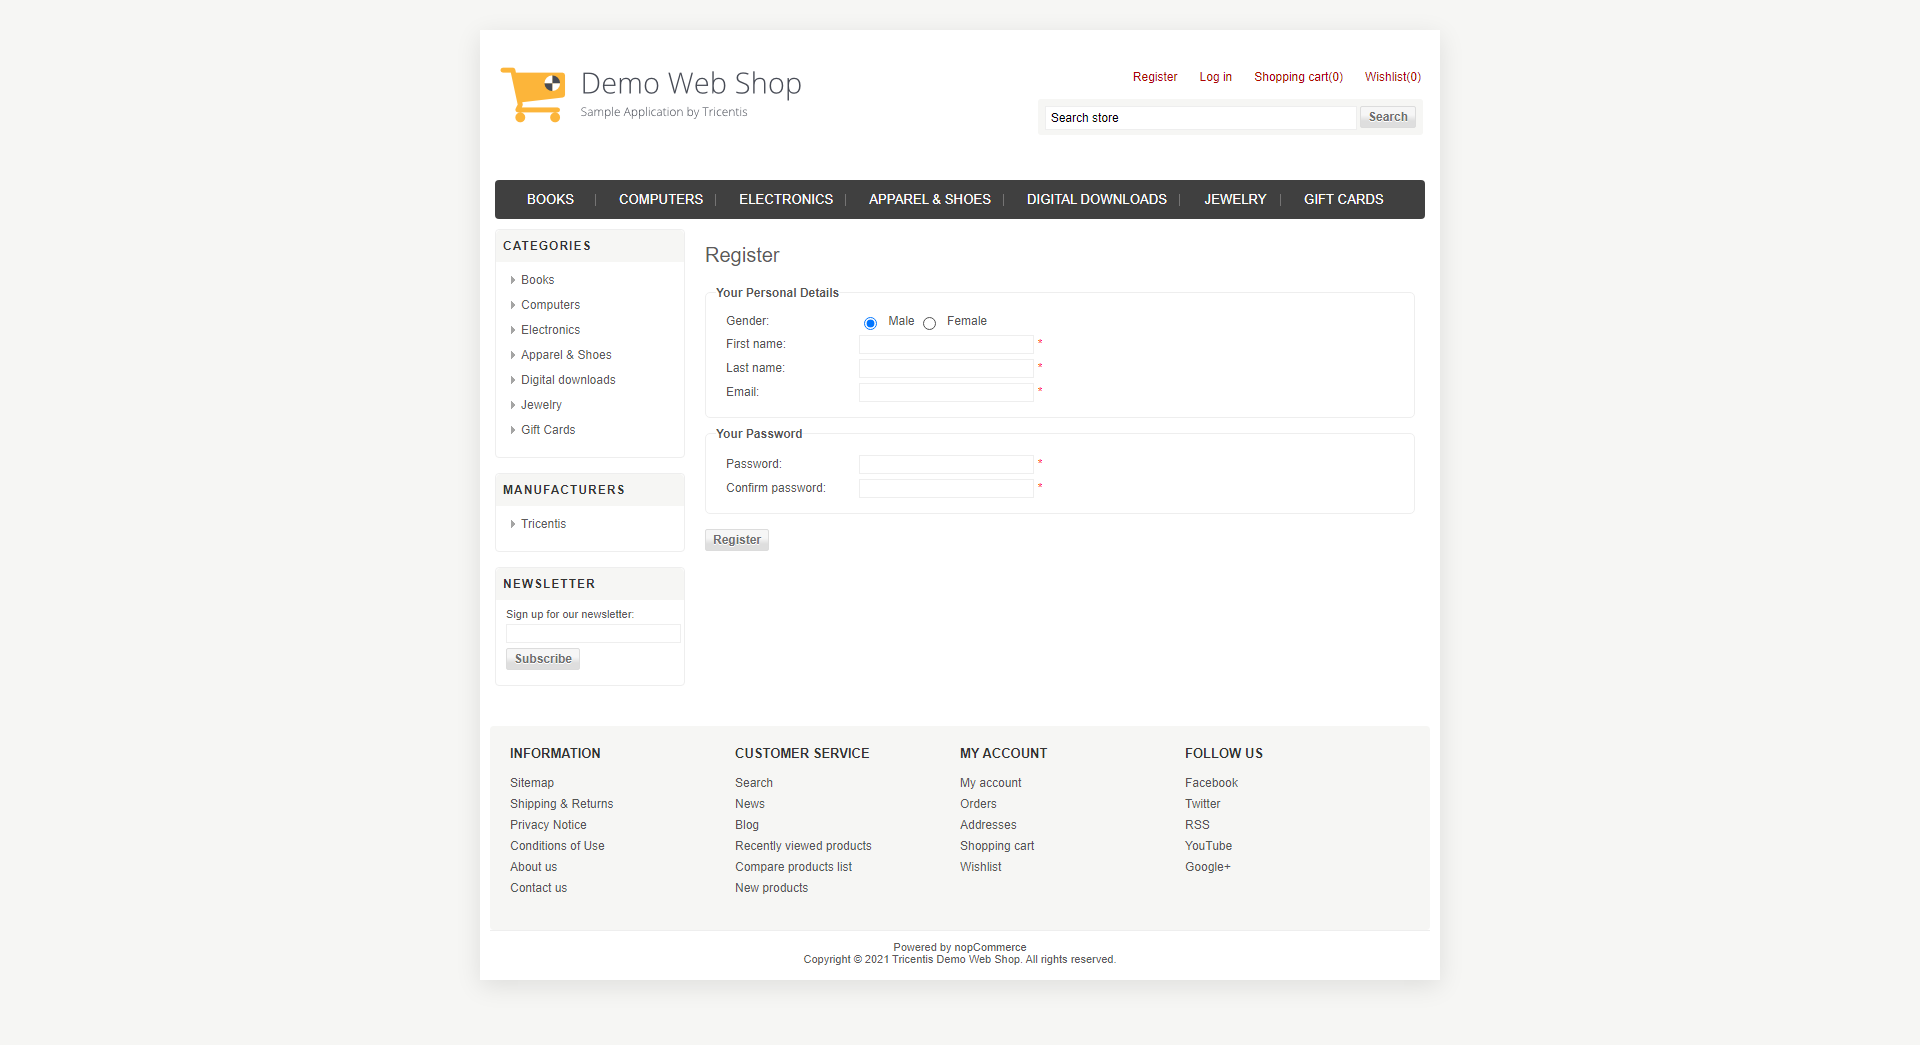 Demo Web Shop
Sample Application by Tricentis
Register Log in Shopping cart(0) Wishlist(0)
Search store Search
BOOKS COMPUTERS ELECTRONICS APPAREL & SHOES DIGITAL DOWNLOADS JEWELRY GIFT CARDS
CATEGORIES
Books
Computers
Electronics
Apparel & Shoes
Digital downloads
Jewelry
Gift Cards
MANUFACTURERS
Tricentis
NEWSLETTER
Sign up for our newsletter:
Subscribe
Register
Your Personal Details
Gender: Male Female
First name: *
Last name: *
Email: *
Your Password
Password: *
Confirm password: *
Register
INFORMATION
Sitemap
Shipping & Returns
Privacy Notice
Conditions of Use
About us
Contact us
CUSTOMER SERVICE
Search
News
Blog
Recently viewed products
Compare products list
New products
MY ACCOUNT
My account
Orders
Addresses
Shopping cart
Wishlist
FOLLOW US
Facebook
Twitter
RSS
YouTube
Google+
Powered by nopCommerce
Copyright © 2021 Tricentis Demo Web Shop. All rights reserved.